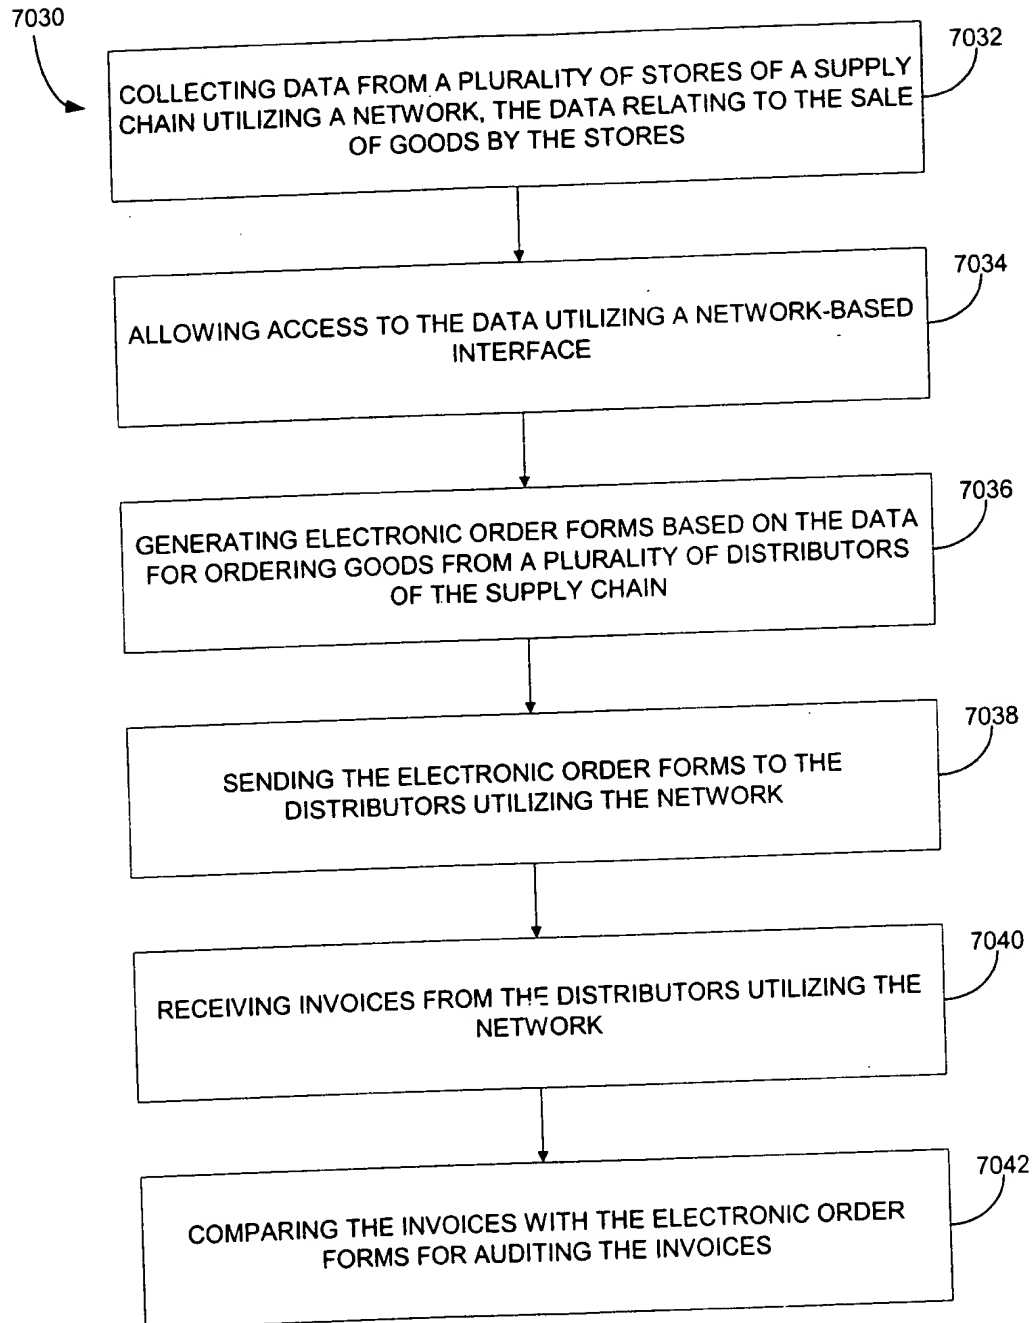 7030
7032
COLLECTING DATA FROM A PLURALITY OF STORES OF A SUPPLY
CHAIN UTILIZING A NETWORK, THE DATA RELATING TO THE SALE
OF GOODS BY THE STORES
7034
ALLOWING ACCESS TO THE DATA UTILIZING A NETWORK-BASED
INTERFACE
7036
GENERATING ELECTRONIC ORDER FORMS BASED ON THE DATA
FOR ORDERING GOODS FROM A PLURALITY OF DISTRIBUTORS
OF THE SUPPLY CHAIN
7038
SENDING THE ELECTRONIC ORDER FORMS TO THE
DISTRIBUTORS UTILIZING THE NETWORK
7040
RECEIVING INVOICES FROM THE DISTRIBUTORS UTILIZING THE
NETWORK
7042
COMPARING THE INVOICES WITH THE ELECTRONIC ORDER
FORMS FOR AUDITING THE INVOICES